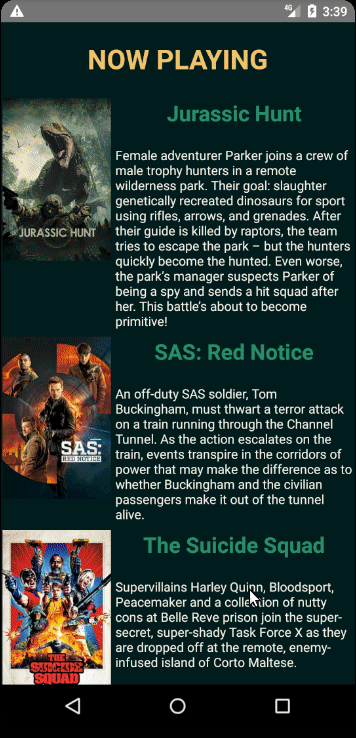 4G 3:39
NOW PLAYING
JURASSIC HUNT
Jurassic Hunt
Female adventurer Parker joins a crew of
male trophy hunters in a remote
wilderness park. Their goal: slaughter
genetically recreated dinosaurs for sport
using rifles, arrows, and grenades. After
their guide is killed by raptors, the team
tries to escape the park – but the hunters
quickly become the hunted. Even worse,
the park’s manager suspects Parker of
being a spy and sends a hit squad after
her. This battle’s about to become
primitive!
SAS:
RED NOTICE
SAS: Red Notice
An off-duty SAS soldier, Tom
Buckingham, must thwart a terror attack
on a train running through the Channel
Tunnel. As the action escalates on the
train, events transpire in the corridors of
power that may make the difference as to
whether Buckingham and the civilian
passengers make it out of the tunnel
alive.
THE
SUICIDE
SQUAD
The Suicide Squad
Supervillains Harley Quinn, Bloodsport,
Peacemaker and a collection of nutty
cons at Belle Reve prison join the super-
secret, super-shady Task Force X as they
are dropped off at the remote, enemy-
infused island of Corto Maltese.